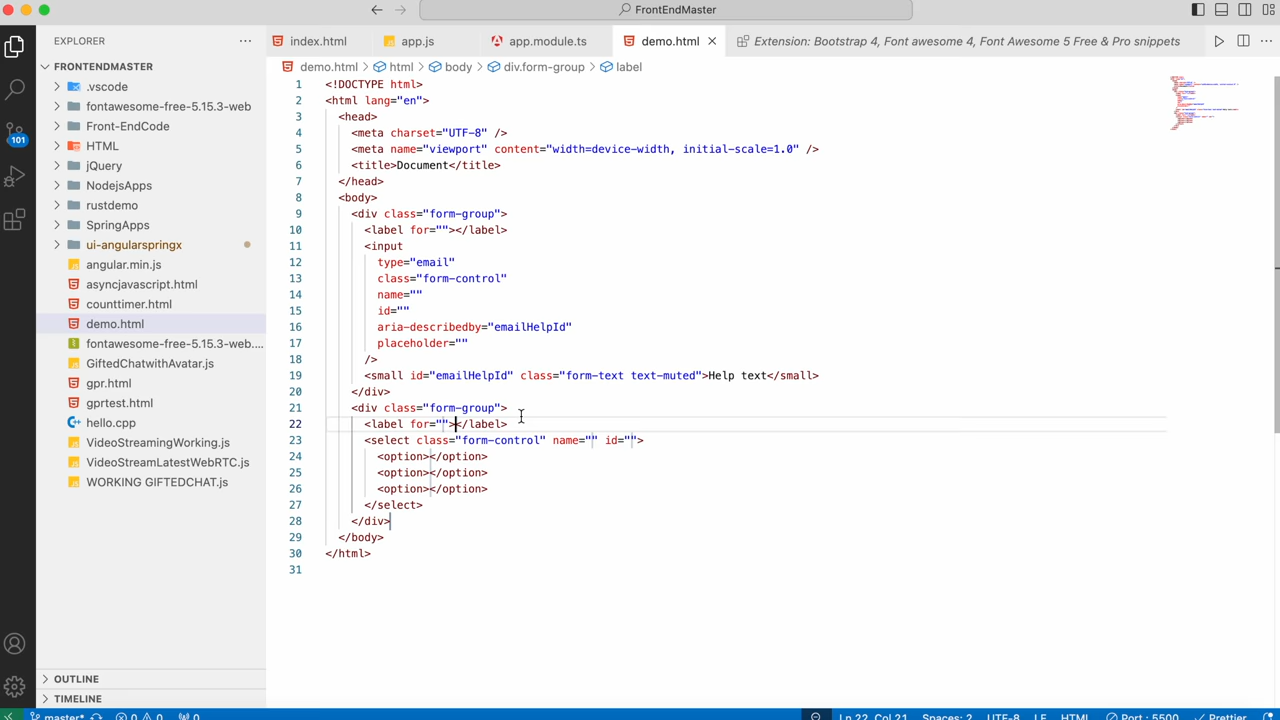 FrontEndMaster
EXPLORER
index.html
app.js
app.module.ts
demo.html
Extension: Bootstrap 4, Font awesome 4, Font Awesome 5 Free & Pro snippets
FRONTENDMASTER
demo.html > html > body > div.form-group > label
.vscode
fontawesome-free-5.15.3-web
Front-EndCode
HTML
jQuery
NodejsApps
rustdemo
SpringApps
ui-angularspringx
angular.min.js
asyncjavascript.html
counttimer.html
demo.html
fontawesome-free-5.15.3-web....
GiftedChatwithAvatar.js
gpr.html
gprtest.html
hello.cpp
VideoStreamingWorking.js
VideoStreamLatestWebRTC.js
WORKING GIFTEDCHAT.js
101
OUTLINE
TIMELINE
1 <!DOCTYPE html>
2 <html lang="en">
3 <head>
4 <meta charset="UTF-8" />
5 <meta name="viewport" content="width=device-width, initial-scale=1.0" />
6 <title>Document</title>
7 </head>
8 <body>
9 <div class="form-group">
10 <label for=""></label>
11 <input
12 type="email"
13 class="form-control"
14 name=""
15 id=""
16 aria-describedby="emailHelpId"
17 placeholder=""
18 />
19 <small id="emailHelpId" class="form-text text-muted">Help text</small>
20 </div>
21 <div class="form-group">
22 <label for=""></label>
23 <select class="form-control" name="" id="">
24 <option></option>
25 <option></option>
26 <option></option>
27 </select>
28 </div>
29 </body>
30 </html>
31
master* 0 0 0 Ln 22, Col 21 Spaces: 2 UTF-8 LF HTML Port : 5500 Prettier